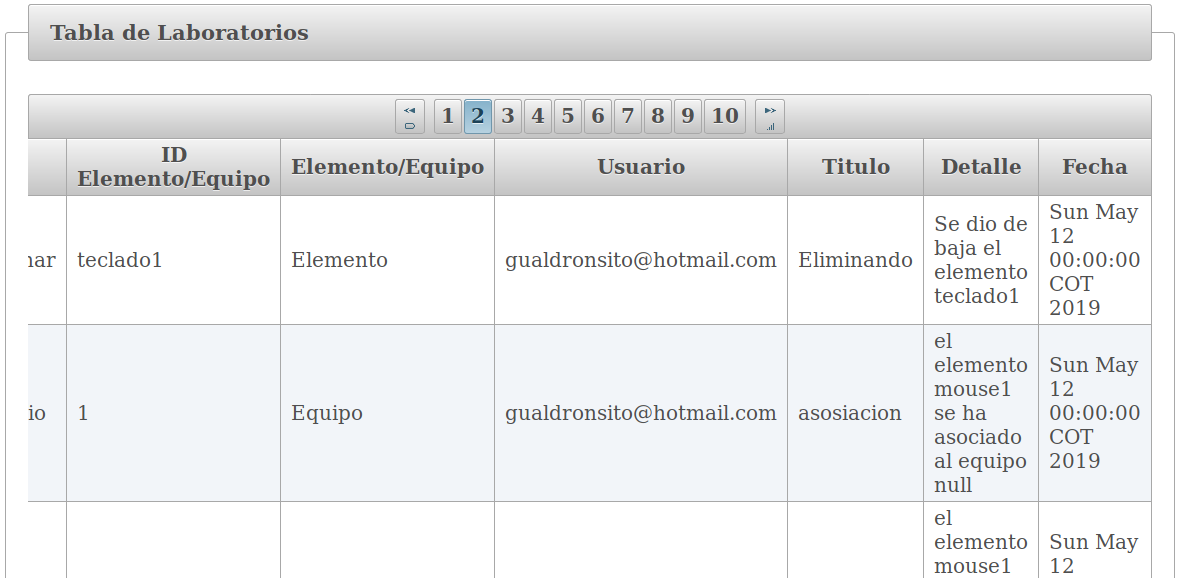 Tabla de Laboratorios
1 2 3 4 5 6 7 8 9 10
ID
Elemento/Equipo
Elemento/Equipo
Usuario
Titulo
Detalle
Fecha
teclado1
Elemento
gualdronsito@hotmail.com
Eliminando
Se dio de
baja el
elemento
teclado1
Sun May
12
00:00:00
COT
2019
io
1
Equipo
gualdronsito@hotmail.com
asosiacion
el
elemento
mouse1
se ha
asociado
al equipo
null
Sun May
12
00:00:00
COT
2019
el
elemento
mouse1
Sun May
12